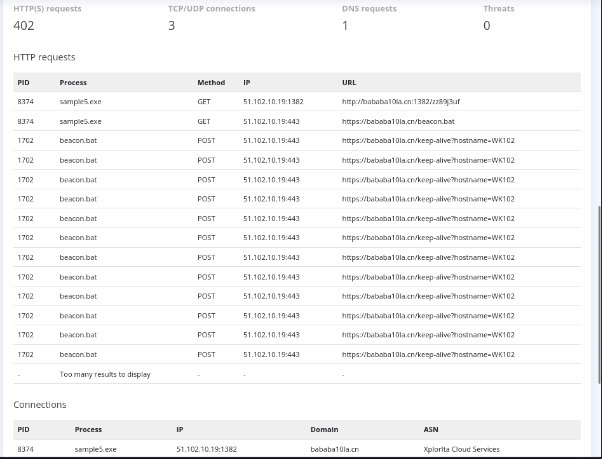 HTTP(S) requests TCP/UDP connections DNS requests Threats
402 3 1 0
HTTP requests
PID Process Method IP URL
8374 sample5.exe GET 51.102.10.19:1382 http://bababa10la.cn:1382/zz89j3uf
8374 sample5.exe GET 51.102.10.19:443 https://bababa10la.cn/beacon.bat
1702 beacon.bat POST 51.102.10.19:443 https://bababa10la.cn/keep-alive?hostname=WK102
1702 beacon.bat POST 51.102.10.19:443 https://bababa10la.cn/keep-alive?hostname=WK102
1702 beacon.bat POST 51.102.10.19:443 https://bababa10la.cn/keep-alive?hostname=WK102
1702 beacon.bat POST 51.102.10.19:443 https://bababa10la.cn/keep-alive?hostname=WK102
1702 beacon.bat POST 51.102.10.19:443 https://bababa10la.cn/keep-alive?hostname=WK102
1702 beacon.bat POST 51.102.10.19:443 https://bababa10la.cn/keep-alive?hostname=WK102
1702 beacon.bat POST 51.102.10.19:443 https://bababa10la.cn/keep-alive?hostname=WK102
1702 beacon.bat POST 51.102.10.19:443 https://bababa10la.cn/keep-alive?hostname=WK102
1702 beacon.bat POST 51.102.10.19:443 https://bababa10la.cn/keep-alive?hostname=WK102
1702 beacon.bat POST 51.102.10.19:443 https://bababa10la.cn/keep-alive?hostname=WK102
1702 beacon.bat POST 51.102.10.19:443 https://bababa10la.cn/keep-alive?hostname=WK102
1702 beacon.bat POST 51.102.10.19:443 https://bababa10la.cn/keep-alive?hostname=WK102
- Too many results to display - - -
Connections
PID Process IP Domain ASN
8374 sample5.exe 51.102.10.19:1382 bababa10la.cn Xplorlta Cloud Services